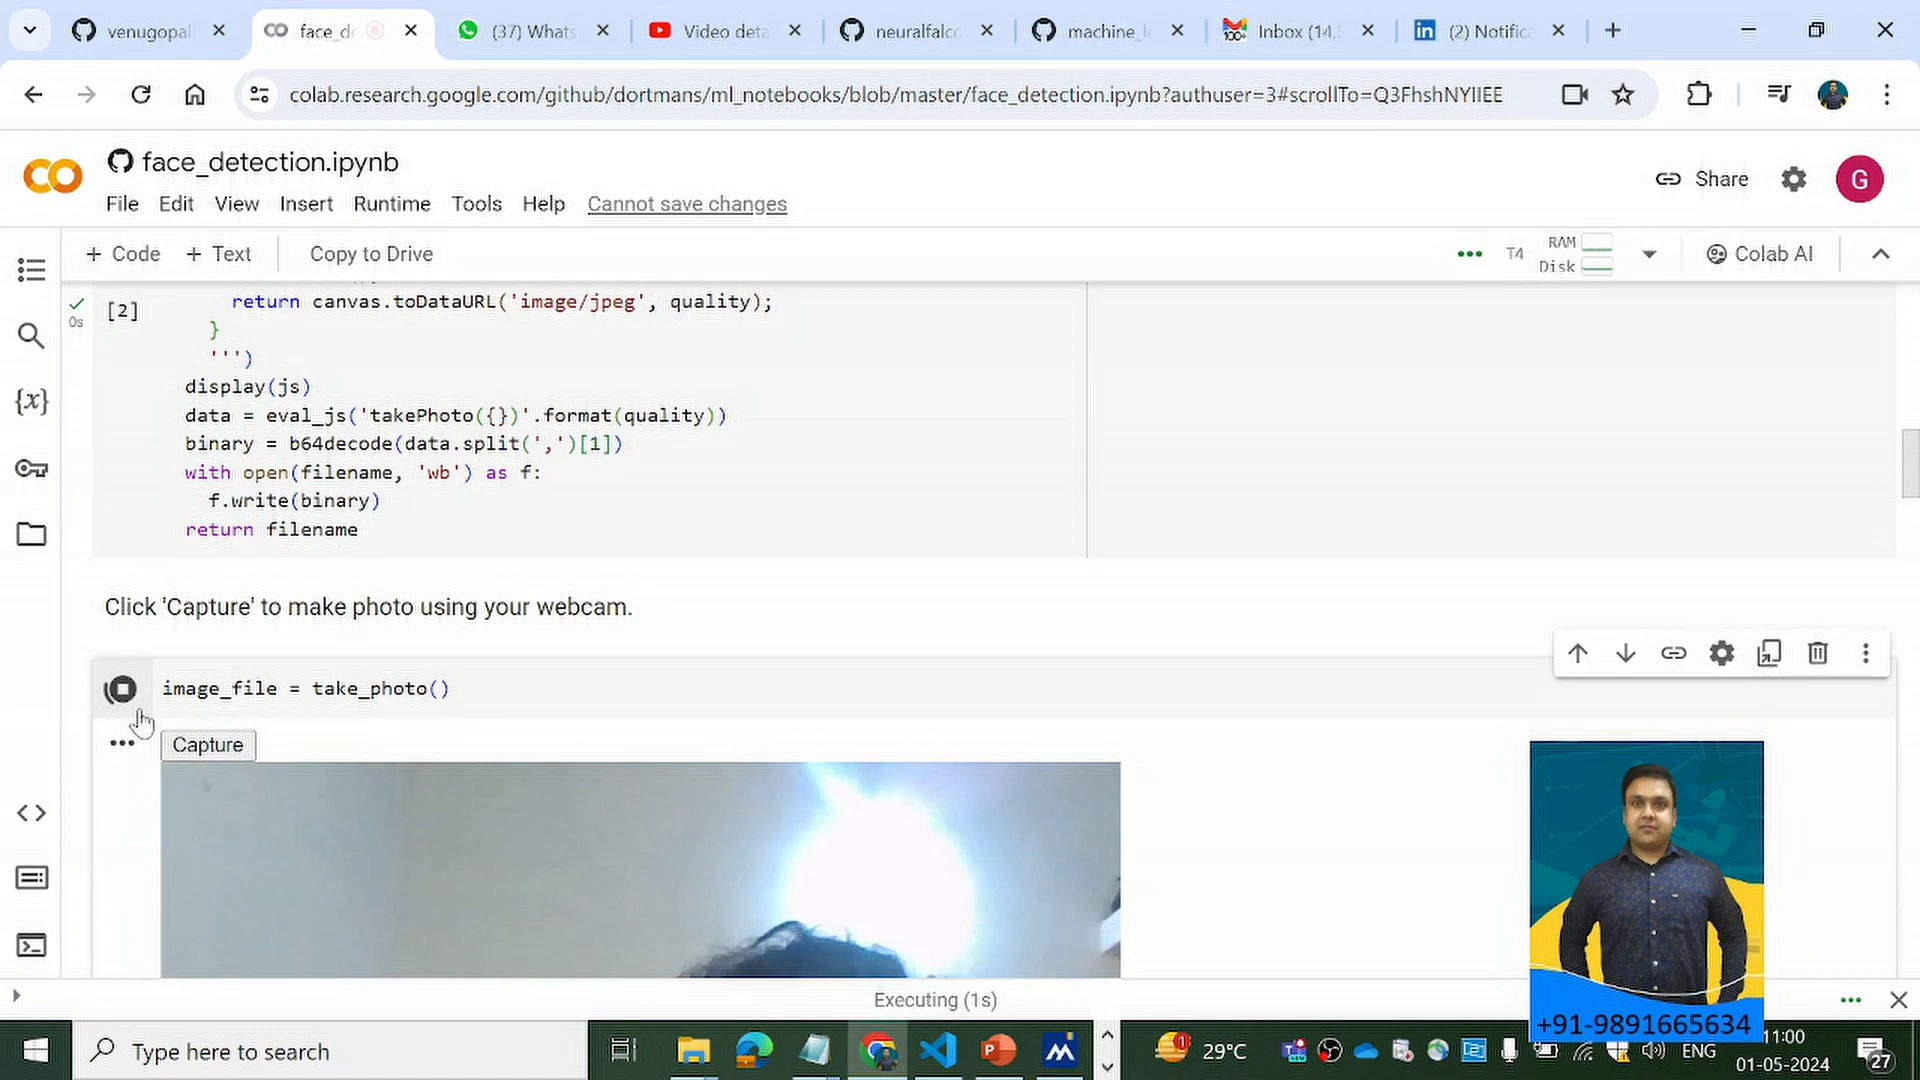 venugopal
face_de
(37) Whats
Video deta
neuralfalco
machine_le
Inbox (14,
(2) Notifica
colab.research.google.com/github/dortmans/ml_notebooks/blob/master/face_detection.ipynb?authuser=3#scrollTo=Q3FhshNYIIEE
face_detection.ipynb
Share
G
File Edit View Insert Runtime Tools Help Cannot save changes
+ Code + Text Copy to Drive
T4
RAM
Disk
Colab AI
0s
[2]
return canvas.toDataURL('image/jpeg', quality);
}
''')
display(js)
data = eval_js('takePhoto({})'.format(quality))
binary = b64decode(data.split(',')[1])
with open(filename, 'wb') as f:
f.write(binary)
return filename
Click 'Capture' to make photo using your webcam.
image_file = take_photo()
Capture
Executing (1s)
+91-9891665634
Type here to search
29°C
ENG
11:00
01-05-2024
27